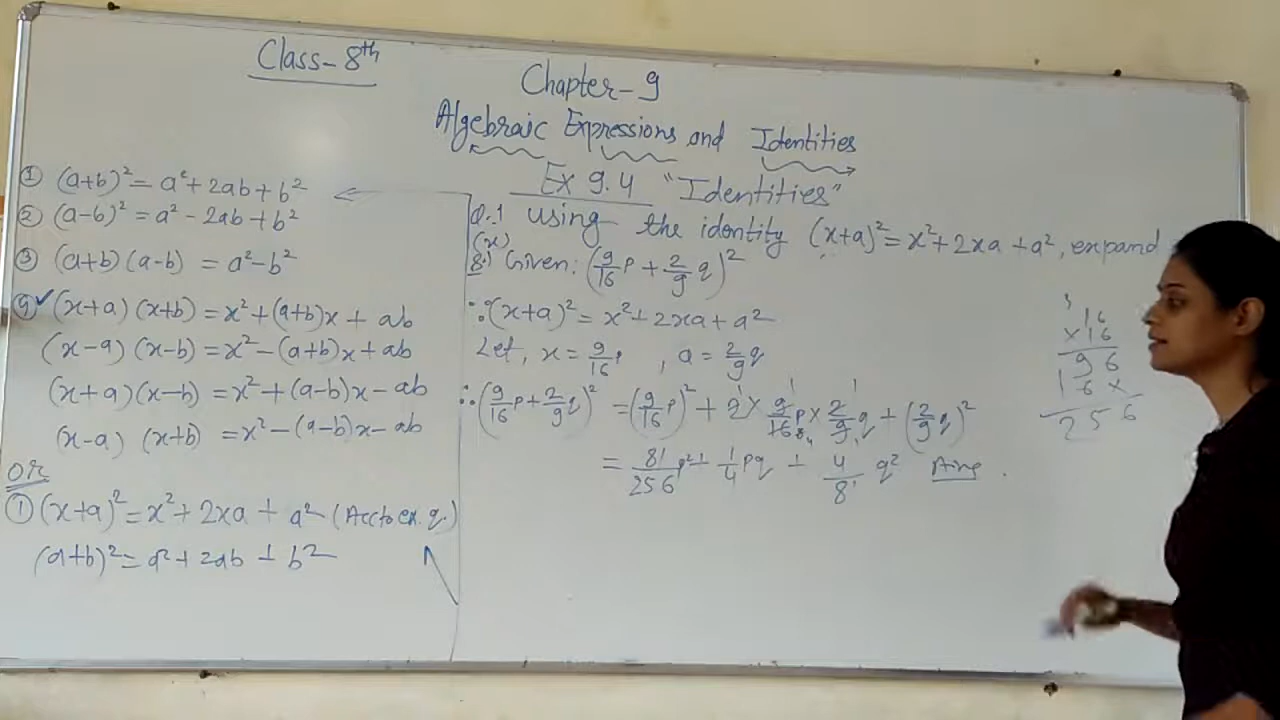 Class-8th
Chapter-9
Algebraic Expressions and Identities
Ex 9.4 "Identities"
① (a+b)² = a² + 2ab + b²
② (a-b)² = a² - 2ab + b²
③ (a+b) (a-b) = a² - b²
④ ✓ (x+a) (x+b) = x² + (a+b)x + ab
(x-a) (x-b) = x² - (a+b)x + ab
(x+a) (x-b) = x² + (a-b)x - ab
(x-a) (x+b) = x² - (a-b)x - ab
OR
① (x+a)² = x² + 2xa + a² - (Acc to ex. q.)
(a+b)² = a² + 2ab + b²
Q.1 using the identity (x+a)² = x² + 2xa + a², expand
8.) Given: (9/16 p + 2/9 q)²
∵ (x+a)² = x² + 2xa + a²
Let, x = 9/16 p , a = 2/9 q
∴ (9/16 p + 2/9 q)² = (9/16 p)² + 2 × 9/16 p × 2/9 q + (2/9 q)²
= 81/256 p² + 1/4 pq + 4/81 q² Ans.
16
×16
96
16×
256